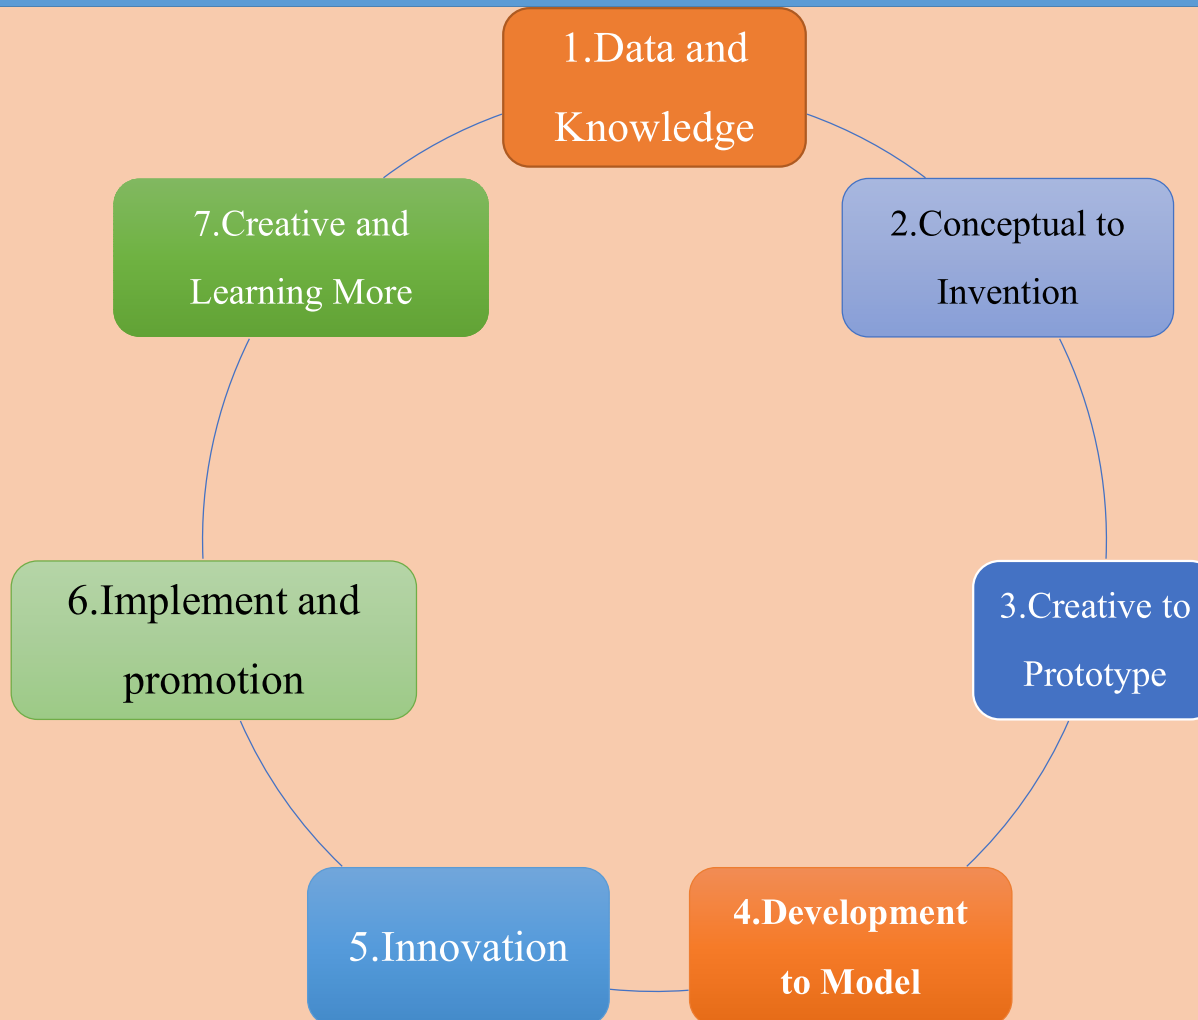 1.Data and
Knowledge
2.Conceptual to
Invention
3.Creative to
Prototype
4.Development
to Model
5.Innovation
6.Implement and
promotion
7.Creative and
Learning More